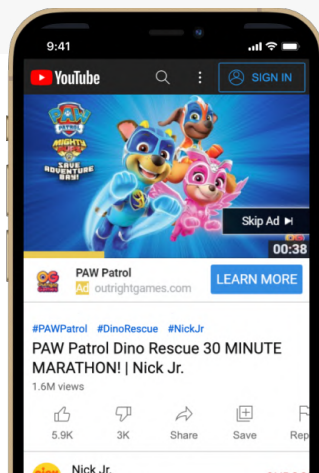 9:41
YouTube
SIGN IN
PAW
PATROL
MIGHTY
PUPS
SAVE
ADVENTURE
BAY!
Skip Ad
00:38
OG
PAW Patrol
Ad outrightgames.com
LEARN MORE
#PAWPatrol #DinoRescue #NickJr
PAW Patrol Dino Rescue 30 MINUTE
MARATHON! | Nick Jr.
1.6M views
5.9K 3K Share Save Rep
Nick Jr.